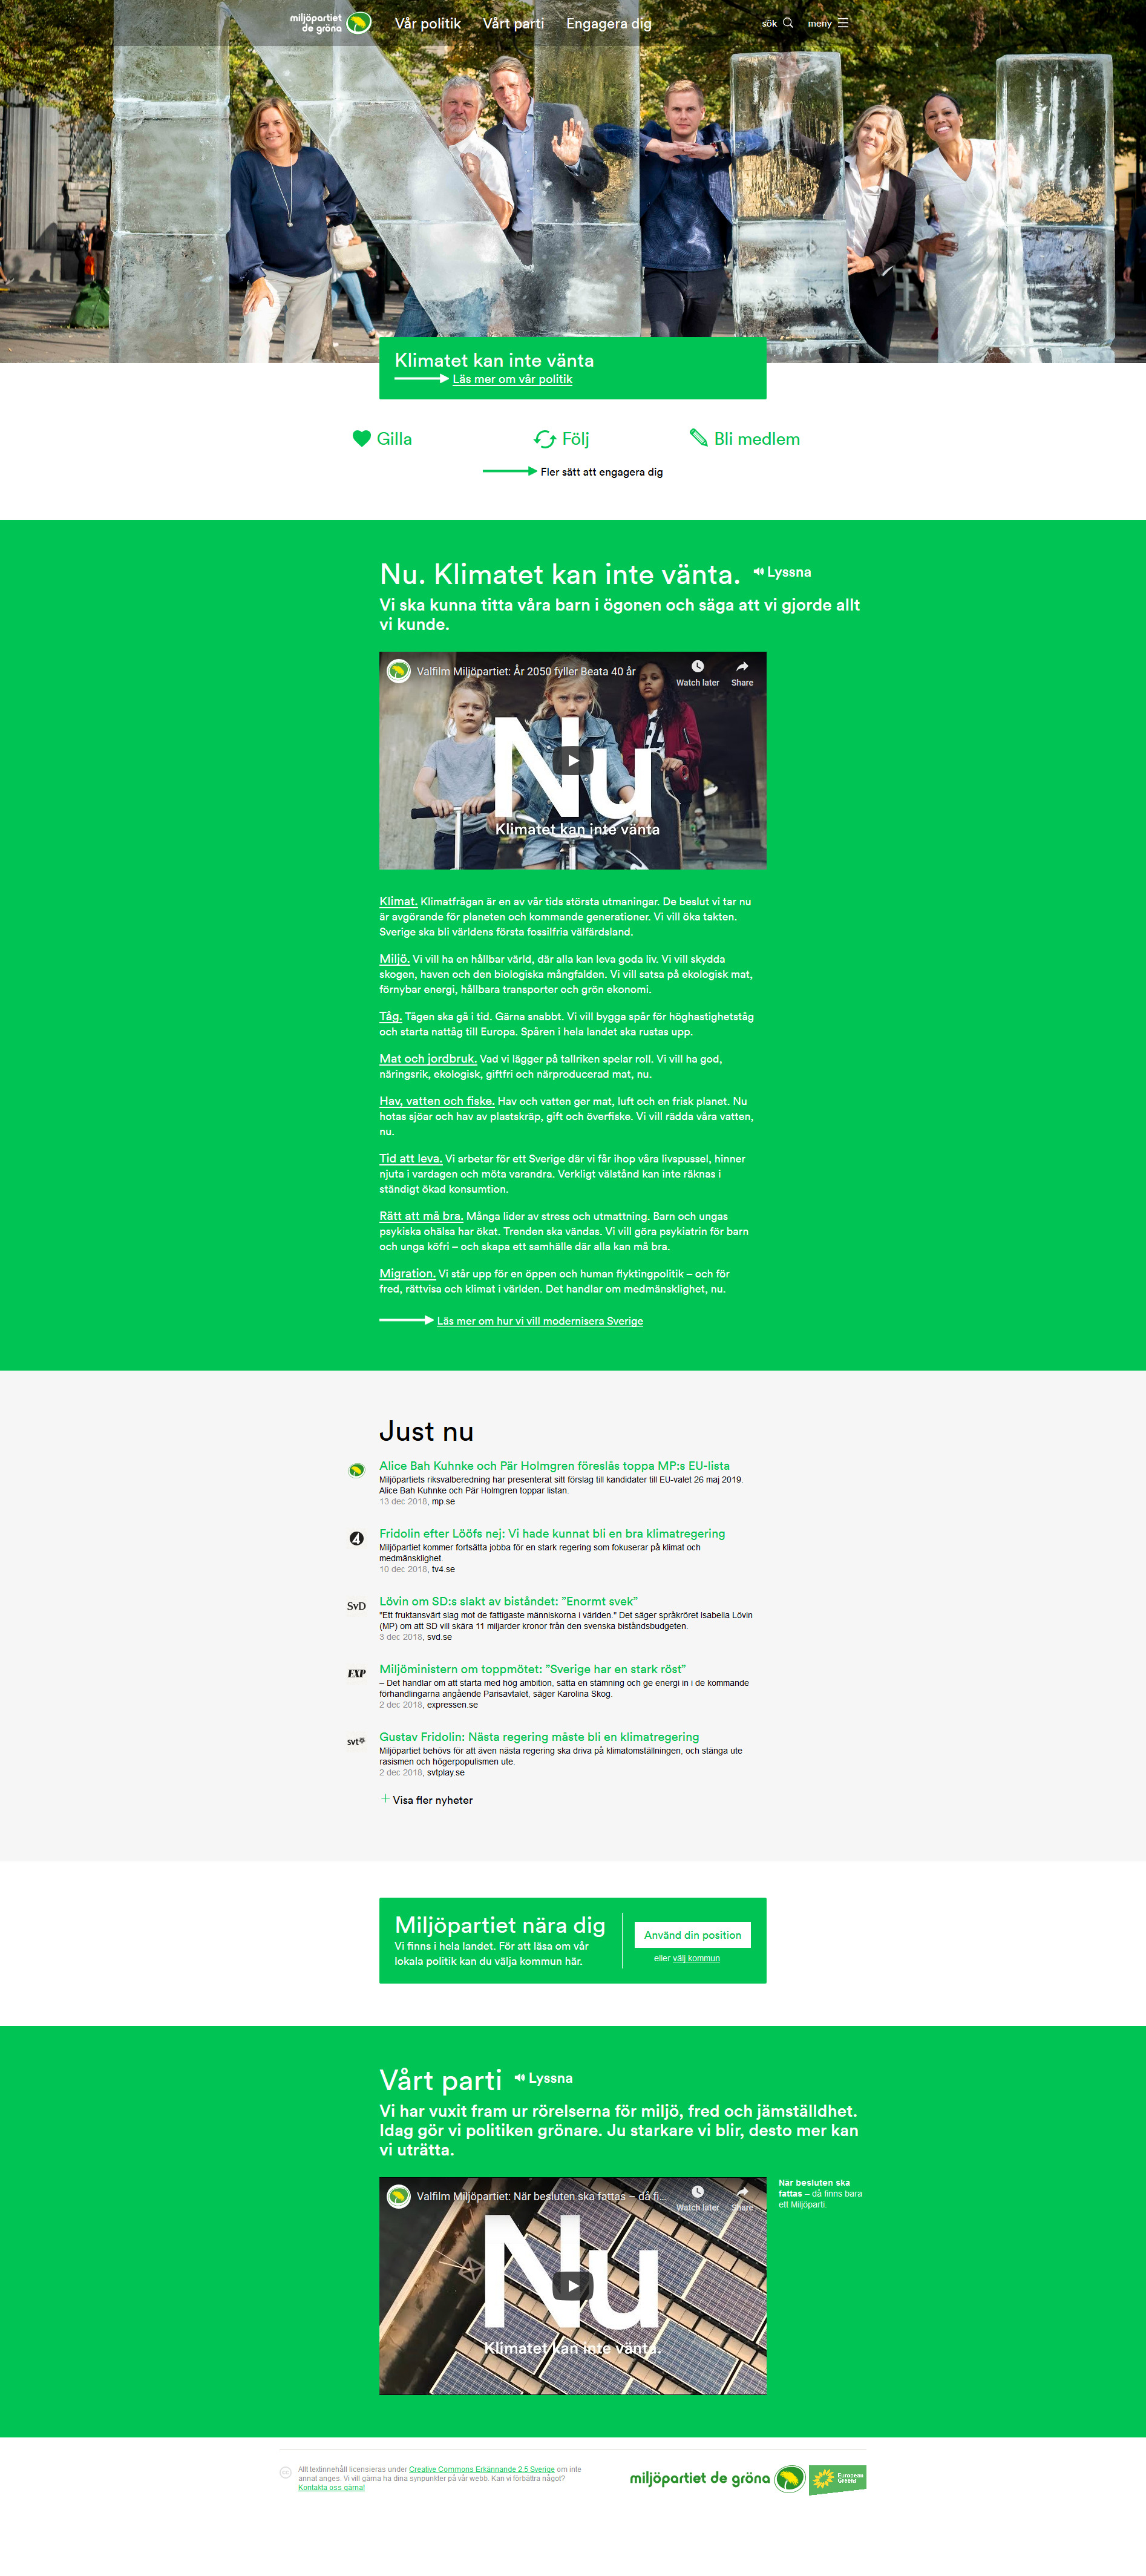 miljöpartiet
de gröna
Vår politik
Vårt parti
Engagera dig
sök
meny
Klimatet kan inte vänta
Läs mer om vår politik
Gilla
Följ
Bli medlem
Fler sätt att engagera dig
Nu. Klimatet kan inte vänta.
Lyssna
Vi ska kunna titta våra barn i ögonen och säga att vi gjorde allt
vi kunde.
Valfilm Miljöpartiet: År 2050 fyller Beata 40 år
Watch later
Share
Nu
Klimatet kan inte vänta
Klimat. Klimatfrågan är en av vår tids största utmaningar. De beslut vi tar nu
är avgörande för planeten och kommande generationer. Vi vill öka takten.
Sverige ska bli världens första fossilfria välfärdsland.
Miljö. Vi vill ha en hållbar värld, där alla kan leva goda liv. Vi vill skydda
skogen, haven och den biologiska mångfalden. Vi vill satsa på ekologisk mat,
förnybar energi, hållbara transporter och grön ekonomi.
Tåg. Tågen ska gå i tid. Gärna snabbt. Vi vill bygga spår för höghastighetståg
och starta nattåg till Europa. Spåren i hela landet ska rustas upp.
Mat och jordbruk. Vad vi lägger på tallriken spelar roll. Vi vill ha god,
näringsrik, ekologisk, giftfri och närproducerad mat, nu.
Hav, vatten och fiske. Hav och vatten ger mat, luft och en frisk planet. Nu
hotas sjöar och hav av plastskräp, gift och överfiske. Vi vill rädda våra vatten,
nu.
Tid att leva. Vi arbetar för ett Sverige där vi får ihop våra livspussel, hinner
njuta i vardagen och möta varandra. Verkligt välstånd kan inte räknas i
ständigt ökad konsumtion.
Rätt att må bra. Många lider av stress och utmattning. Barn och ungas
psykiska ohälsa har ökat. Trenden ska vändas. Vi vill göra psykiatrin för barn
och unga köfri – och skapa ett samhälle där alla kan må bra.
Migration. Vi står upp för en öppen och human flyktingpolitik – och för
fred, rättvisa och klimat i världen. Det handlar om medmänsklighet, nu.
Läs mer om hur vi vill modernisera Sverige
Just nu
Alice Bah Kuhnke och Pär Holmgren föreslås toppa MP:s EU-lista
Miljöpartiets riksvalberedning har presenterat sitt förslag till kandidater till EU-valet 26 maj 2019.
Alice Bah Kuhnke och Pär Holmgren toppar listan.
13 dec 2018, mp.se
4
Fridolin efter Lööfs nej: Vi hade kunnat bli en bra klimatregering
Miljöpartiet kommer fortsätta jobba för en stark regering som fokuserar på klimat och
medmänsklighet.
10 dec 2018, tv4.se
SvD
Lövin om SD:s slakt av biståndet: ”Enormt svek”
"Ett fruktansvärt slag mot de fattigaste människorna i världen." Det säger språkröret Isabella Lövin
(MP) om att SD vill skära 11 miljarder kronor från den svenska biståndsbudgeten.
3 dec 2018, svd.se
EXP
Miljöministern om toppmötet: ”Sverige har en stark röst”
– Det handlar om att starta med hög ambition, sätta en stämning och ge energi in i de kommande
förhandlingarna angående Parisavtalet, säger Karolina Skog.
2 dec 2018, expressen.se
svt
Gustav Fridolin: Nästa regering måste bli en klimatregering
Miljöpartiet behövs för att även nästa regering ska driva på klimatomställningen, och stänga ute
rasismen och högerpopulismen ute.
2 dec 2018, svtplay.se
Visa fler nyheter
Miljöpartiet nära dig
Vi finns i hela landet. För att läsa om vår
lokala politik kan du välja kommun här.
Använd din position
eller välj kommun
Vårt parti
Lyssna
Vi har vuxit fram ur rörelserna för miljö, fred och jämställdhet.
Idag gör vi politiken grönare. Ju starkare vi blir, desto mer kan
vi uträtta.
Valfilm Miljöpartiet: När besluten ska fattas – då fi...
Watch later
Share
Nu
Klimatet kan inte vänta.
När besluten ska
fattas – då finns bara
ett Miljöparti.
cc
Allt textinnehåll licensieras under Creative Commons Erkännande 2.5 Sverige om inte
annat anges. Vi vill gärna ha dina synpunkter på vår webb. Kan vi förbättra något?
Kontakta oss gärna!
miljöpartiet de gröna
European
Greens